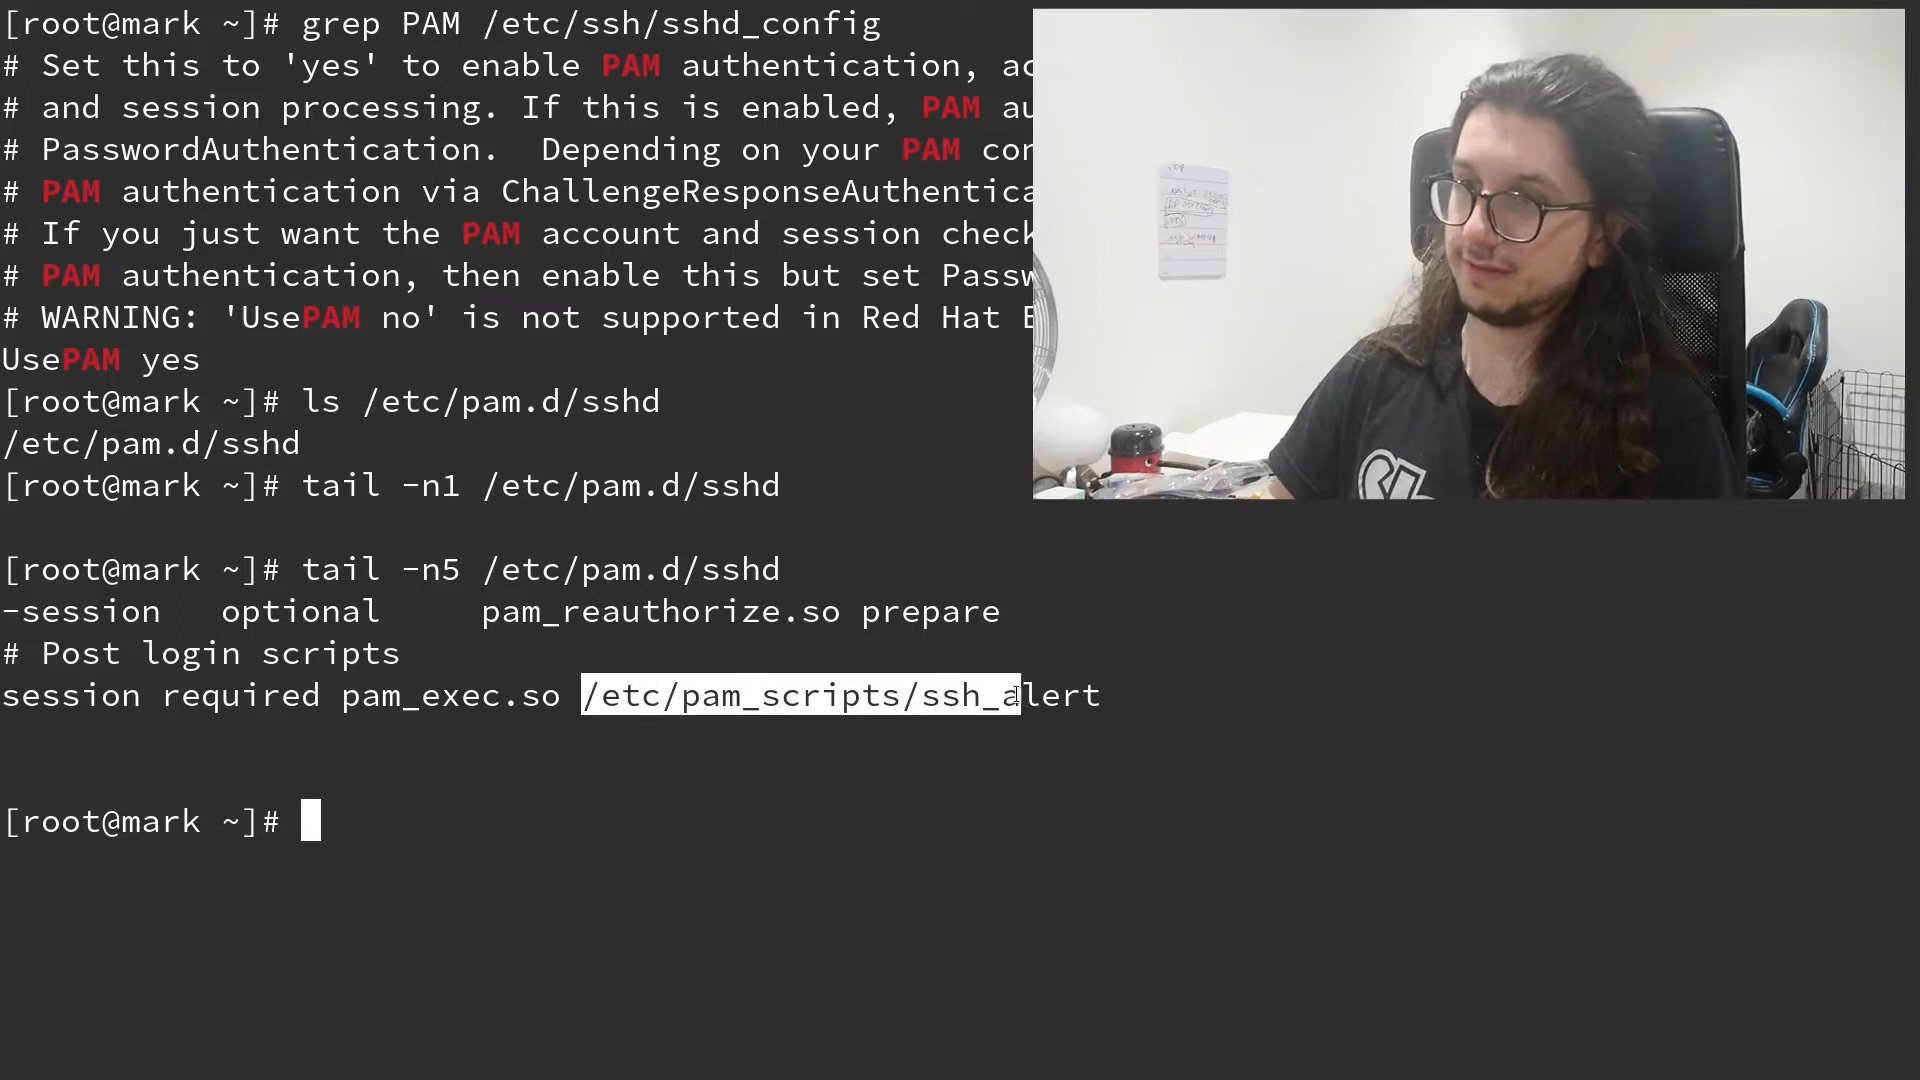 [root@mark ~]# grep PAM /etc/ssh/sshd_config
# Set this to 'yes' to enable PAM authentication, ac
# and session processing. If this is enabled, PAM au
# PasswordAuthentication.  Depending on your PAM con
# PAM authentication via ChallengeResponseAuthentica
# If you just want the PAM account and session check
# PAM authentication, then enable this but set Passw
# WARNING: 'UsePAM no' is not supported in Red Hat E
UsePAM yes
[root@mark ~]# ls /etc/pam.d/sshd
/etc/pam.d/sshd
[root@mark ~]# tail -n1 /etc/pam.d/sshd
[root@mark ~]# tail -n5 /etc/pam.d/sshd
-session   optional     pam_reauthorize.so prepare
# Post login scripts
session required pam_exec.so /etc/pam_scripts/ssh_alert
[root@mark ~]#